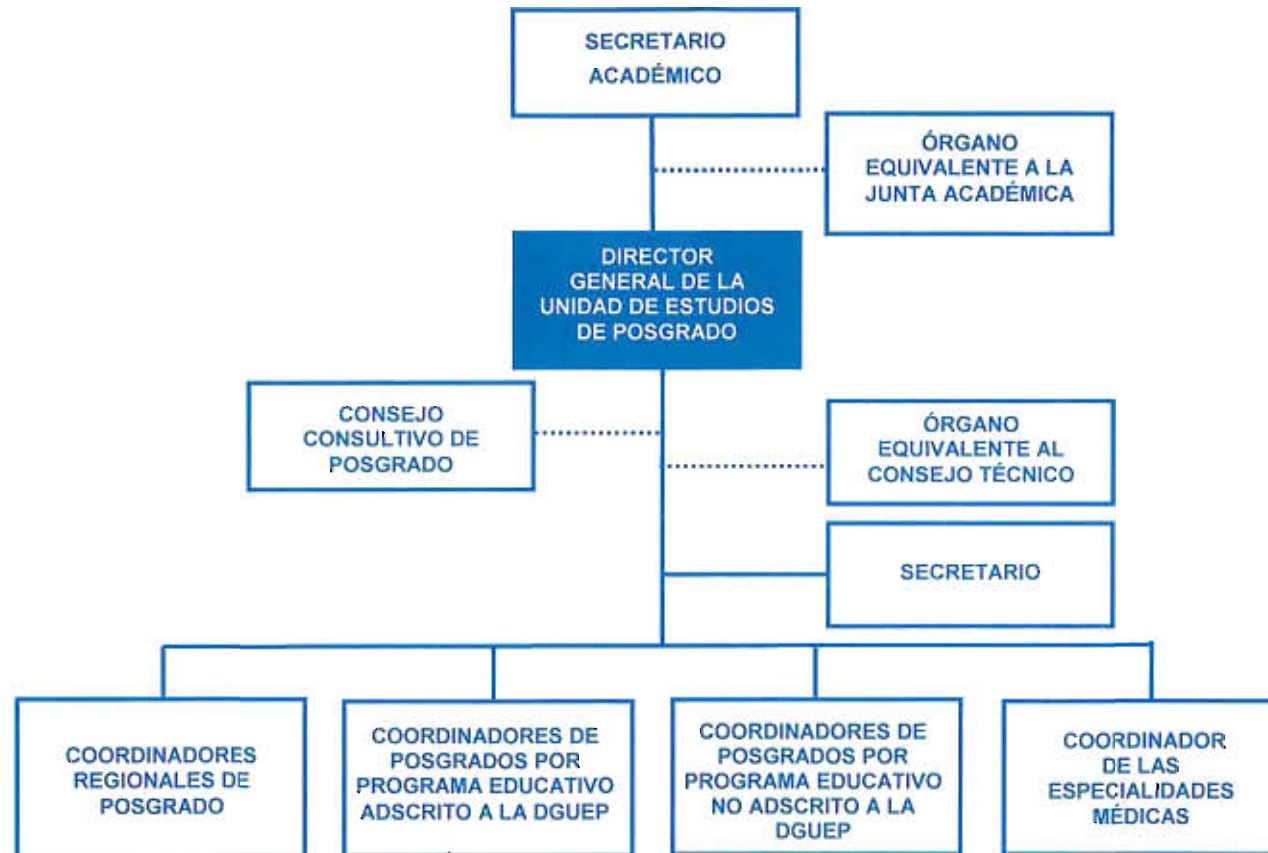 SECRETARIO
ACADÉMICO
ÓRGANO
EQUIVALENTE A LA
JUNTA ACADÉMICA
DIRECTOR
GENERAL DE LA
UNIDAD DE ESTUDIOS
DE POSGRADO
CONSEJO
CONSULTIVO DE
POSGRADO
ÓRGANO
EQUIVALENTE AL
CONSEJO TÉCNICO
SECRETARIO
COORDINADORES
REGIONALES DE
POSGRADO
COORDINADORES DE
POSGRADOS POR
PROGRAMA EDUCATIVO
ADSCRITO A LA DGUEP
COORDINADORES DE
POSGRADOS POR
PROGRAMA EDUCATIVO
NO ADSCRITO A LA
DGUEP
COORDINADOR
DE LAS
ESPECIALIDADES
MÉDICAS